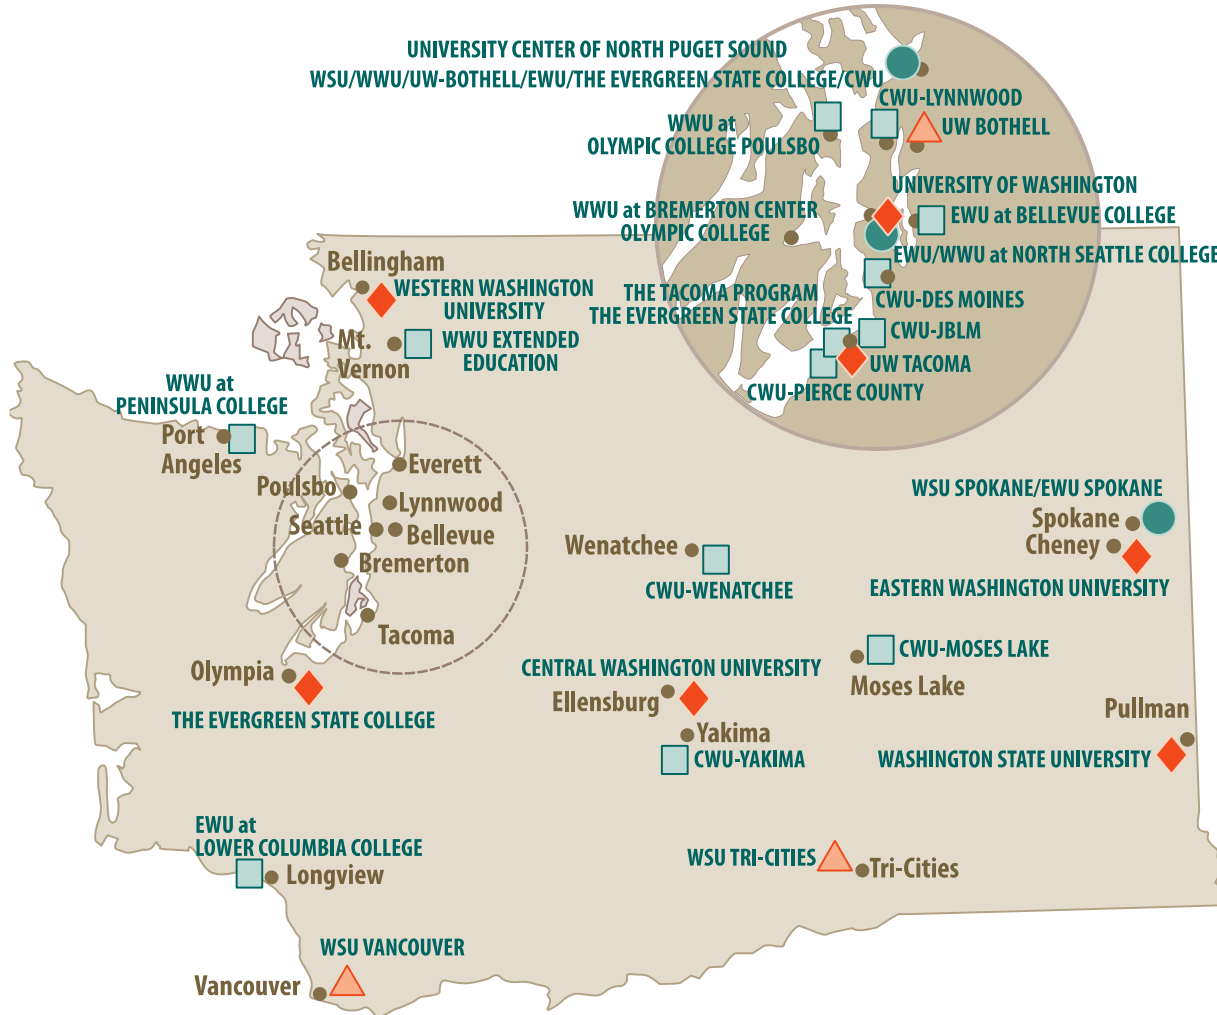 UNIVERSITY CENTER OF NORTH PUGET SOUND
WSU/WWU/UW-BOTHELL/EWU/THE EVERGREEN STATE COLLEGE/CWU
CWU-LYNNWOOD
WWU at
OLYMPIC COLLEGE POULSBO
UW BOTHELL
UNIVERSITY OF WASHINGTON
WWU at BREMERTON CENTER
OLYMPIC COLLEGE
EWU at BELLEVUE COLLEGE
EWU/WWU at NORTH SEATTLE COLLEGE
CWU-DES MOINES
THE TACOMA PROGRAM
THE EVERGREEN STATE COLLEGE
CWU-JBLM
UW TACOMA
CWU-PIERCE COUNTY
Bellingham
WESTERN WASHINGTON
UNIVERSITY
Mt.
Vernon
WWU EXTENDED
EDUCATION
WWU at
PENINSULA COLLEGE
Port
Angeles
Everett
Poulsbo
Lynnwood
Seattle
Bellevue
Bremerton
Tacoma
WSU SPOKANE/EWU SPOKANE
Spokane
Cheney
EASTERN WASHINGTON UNIVERSITY
Wenatchee
CWU-WENATCHEE
CWU-MOSES LAKE
Moses Lake
Olympia
THE EVERGREEN STATE COLLEGE
CENTRAL WASHINGTON UNIVERSITY
Ellensburg
Yakima
CWU-YAKIMA
Pullman
WASHINGTON STATE UNIVERSITY
EWU at
LOWER COLUMBIA COLLEGE
Longview
WSU TRI-CITIES
Tri-Cities
WSU VANCOUVER
Vancouver